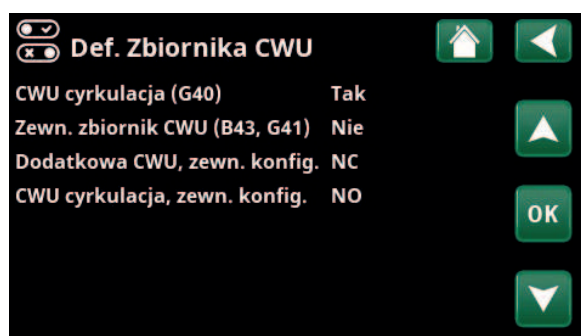 Def. Zbiornika CWU
CWU cyrkulacja (G40) Tak
Zewn. zbiornik CWU (B43, G41) Nie
Dodatkowa CWU, zewn. konfig. NC
CWU cyrkulacja, zewn. konfig. NO
OK